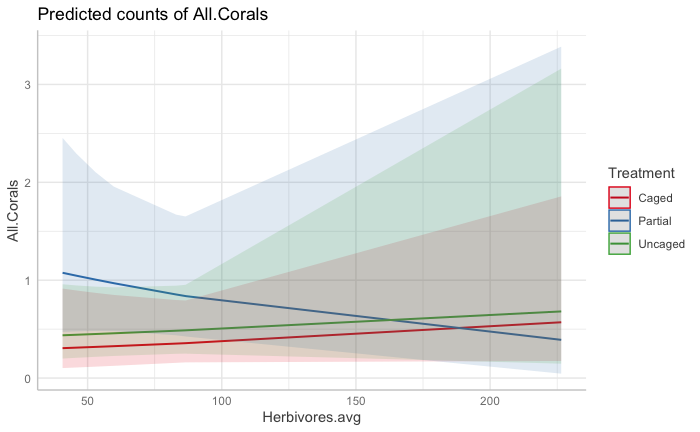 Predicted counts of All.Corals
All.Corals
3
2
1
0
50
100
150
200
Herbivores.avg
Treatment
Caged
Partial
Uncaged